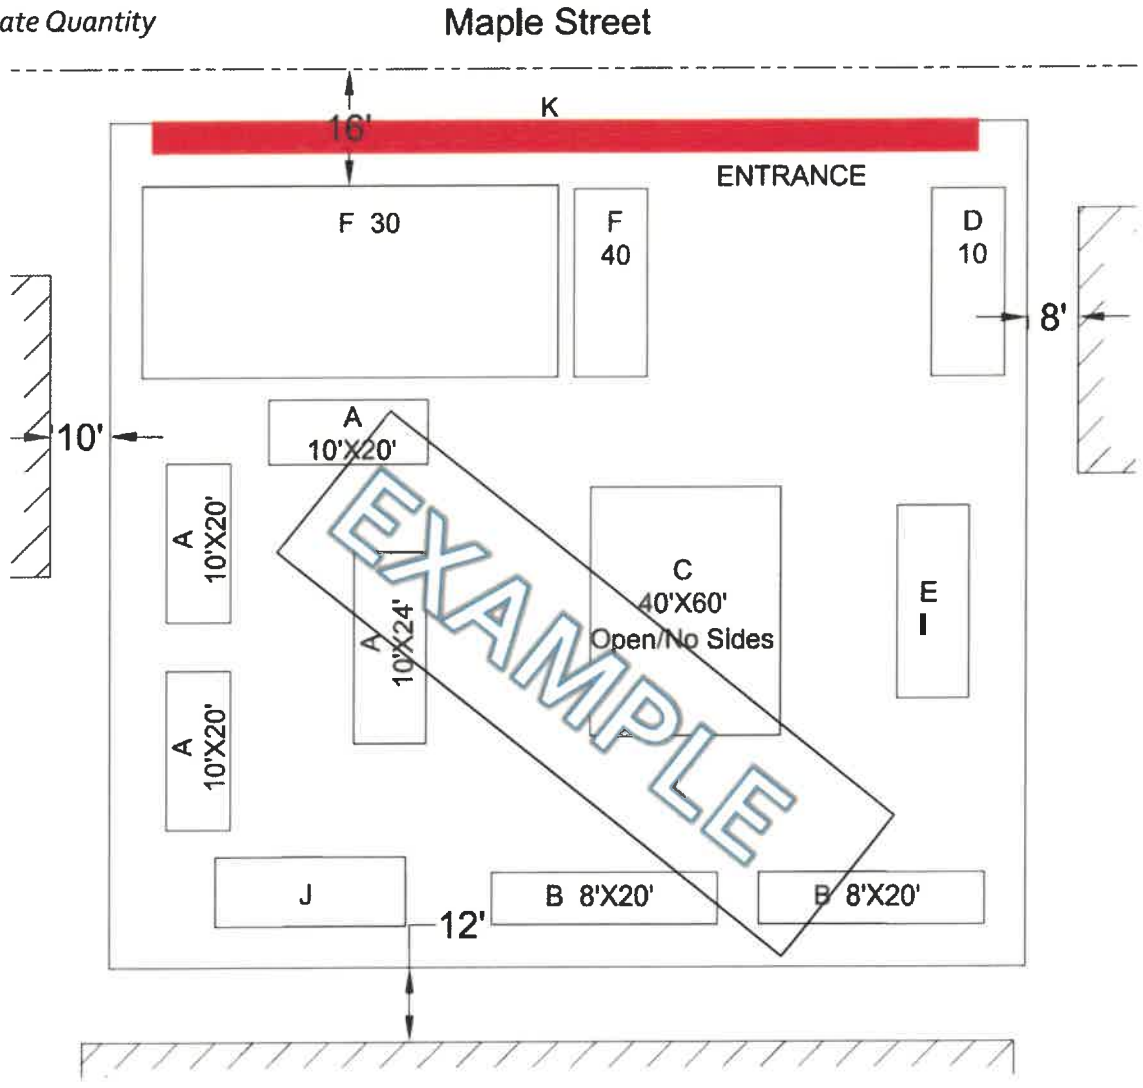 ate Quantity
Maple Street
K
16'
ENTRANCE
F 30
F
40
D
10
8'
10'
A
10'X20'
A
10'X20'
A
10'X24'
C
40'X60'
Open/No Sides
E
I
A
10'X20'
EXAMPLE
J
B 8'X20'
B 8'X20'
12'